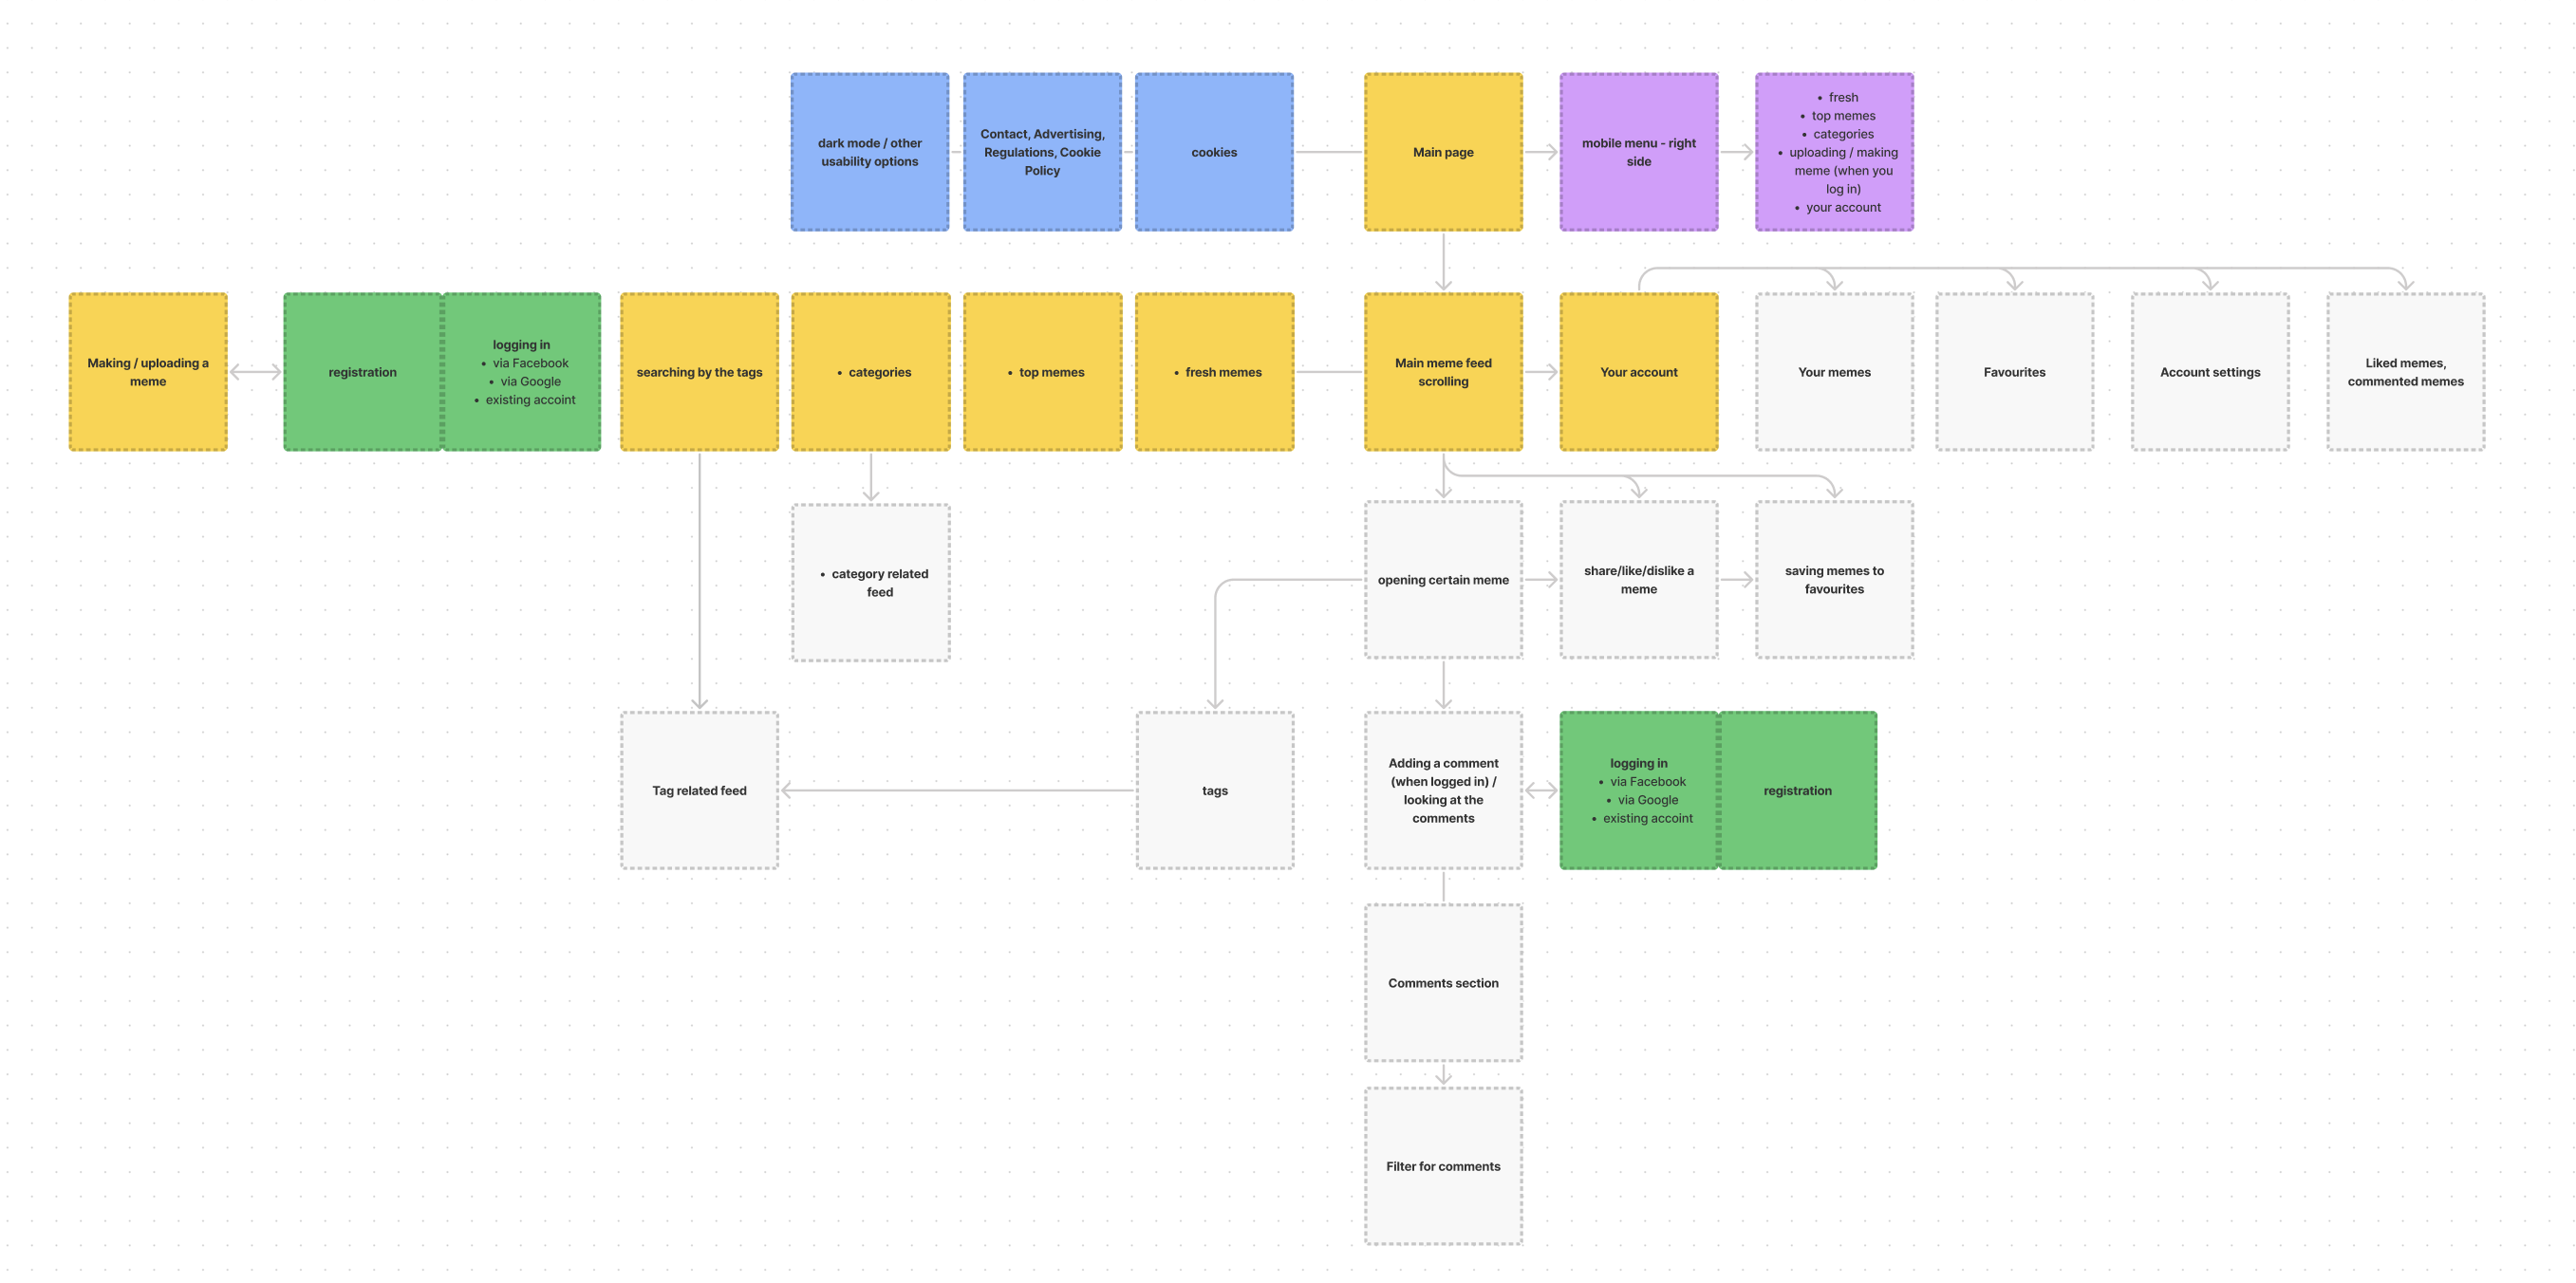 dark mode / other
usability options
Contact, Advertising,
Regulations, Cookie
Policy
cookies
Main page
mobile menu - right
side
• fresh
• top memes
• categories
• uploading / making
meme (when you
log in)
• your account
Making / uploading a
meme
registration
logging in
• via Facebook
• via Google
• existing accoint
searching by the tags
• categories
• top memes
• fresh memes
Main meme feed
scrolling
Your account
Your memes
Favourites
Account settings
Liked memes,
commented memes
• category related
feed
opening certain meme
share/like/dislike a
meme
saving memes to
favourites
Tag related feed
tags
Adding a comment
(when logged in) /
looking at the
comments
logging in
• via Facebook
• via Google
• existing accoint
registration
Comments section
Filter for comments